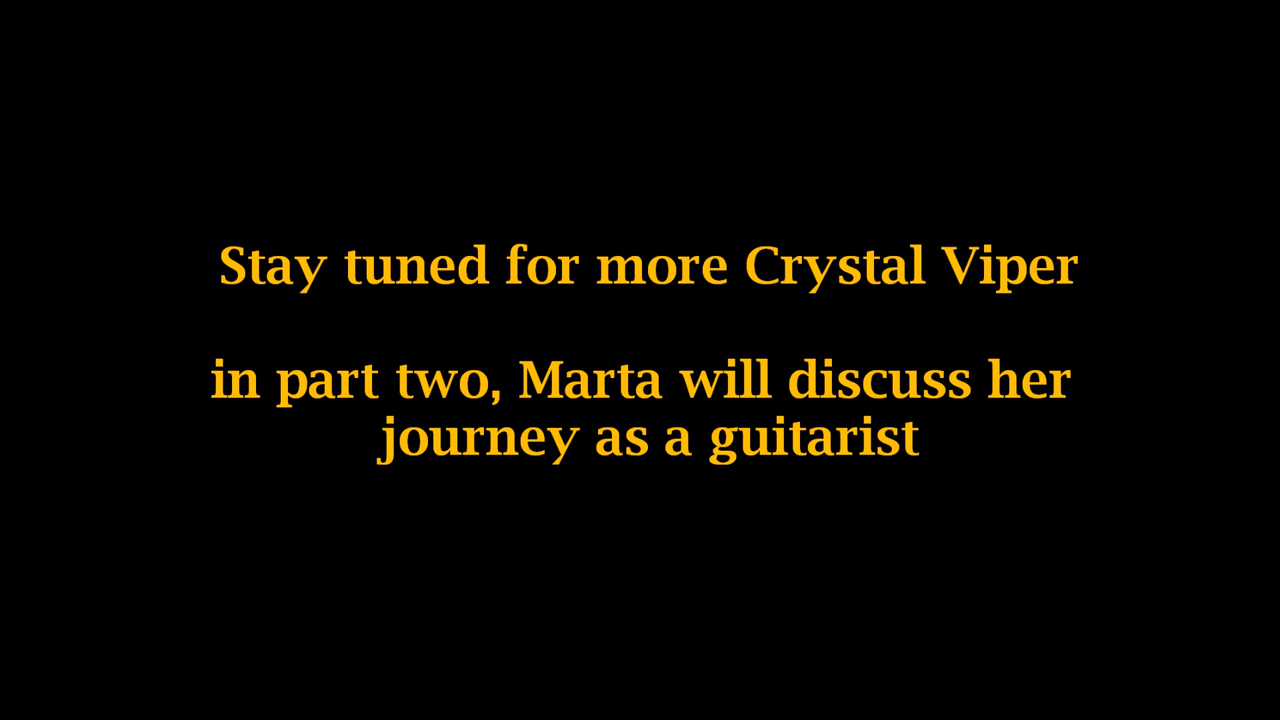 Stay tuned for more Crystal Viper
in part two, Marta will discuss her
journey as a guitarist